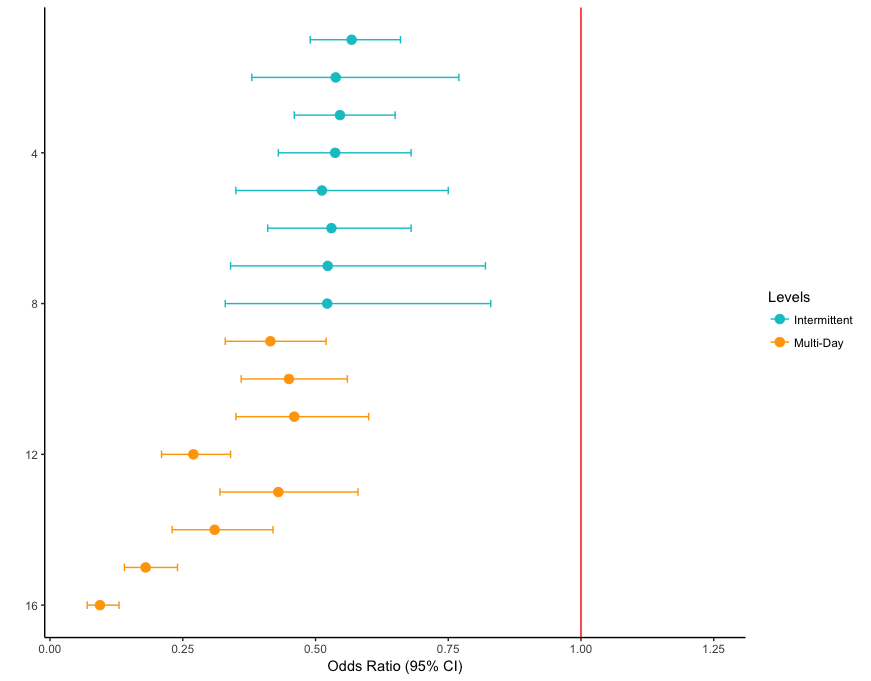 4
8
12
16
0.00 0.25 0.50 0.75 1.00 1.25
Odds Ratio (95% CI)
Levels
Intermittent
Multi-Day